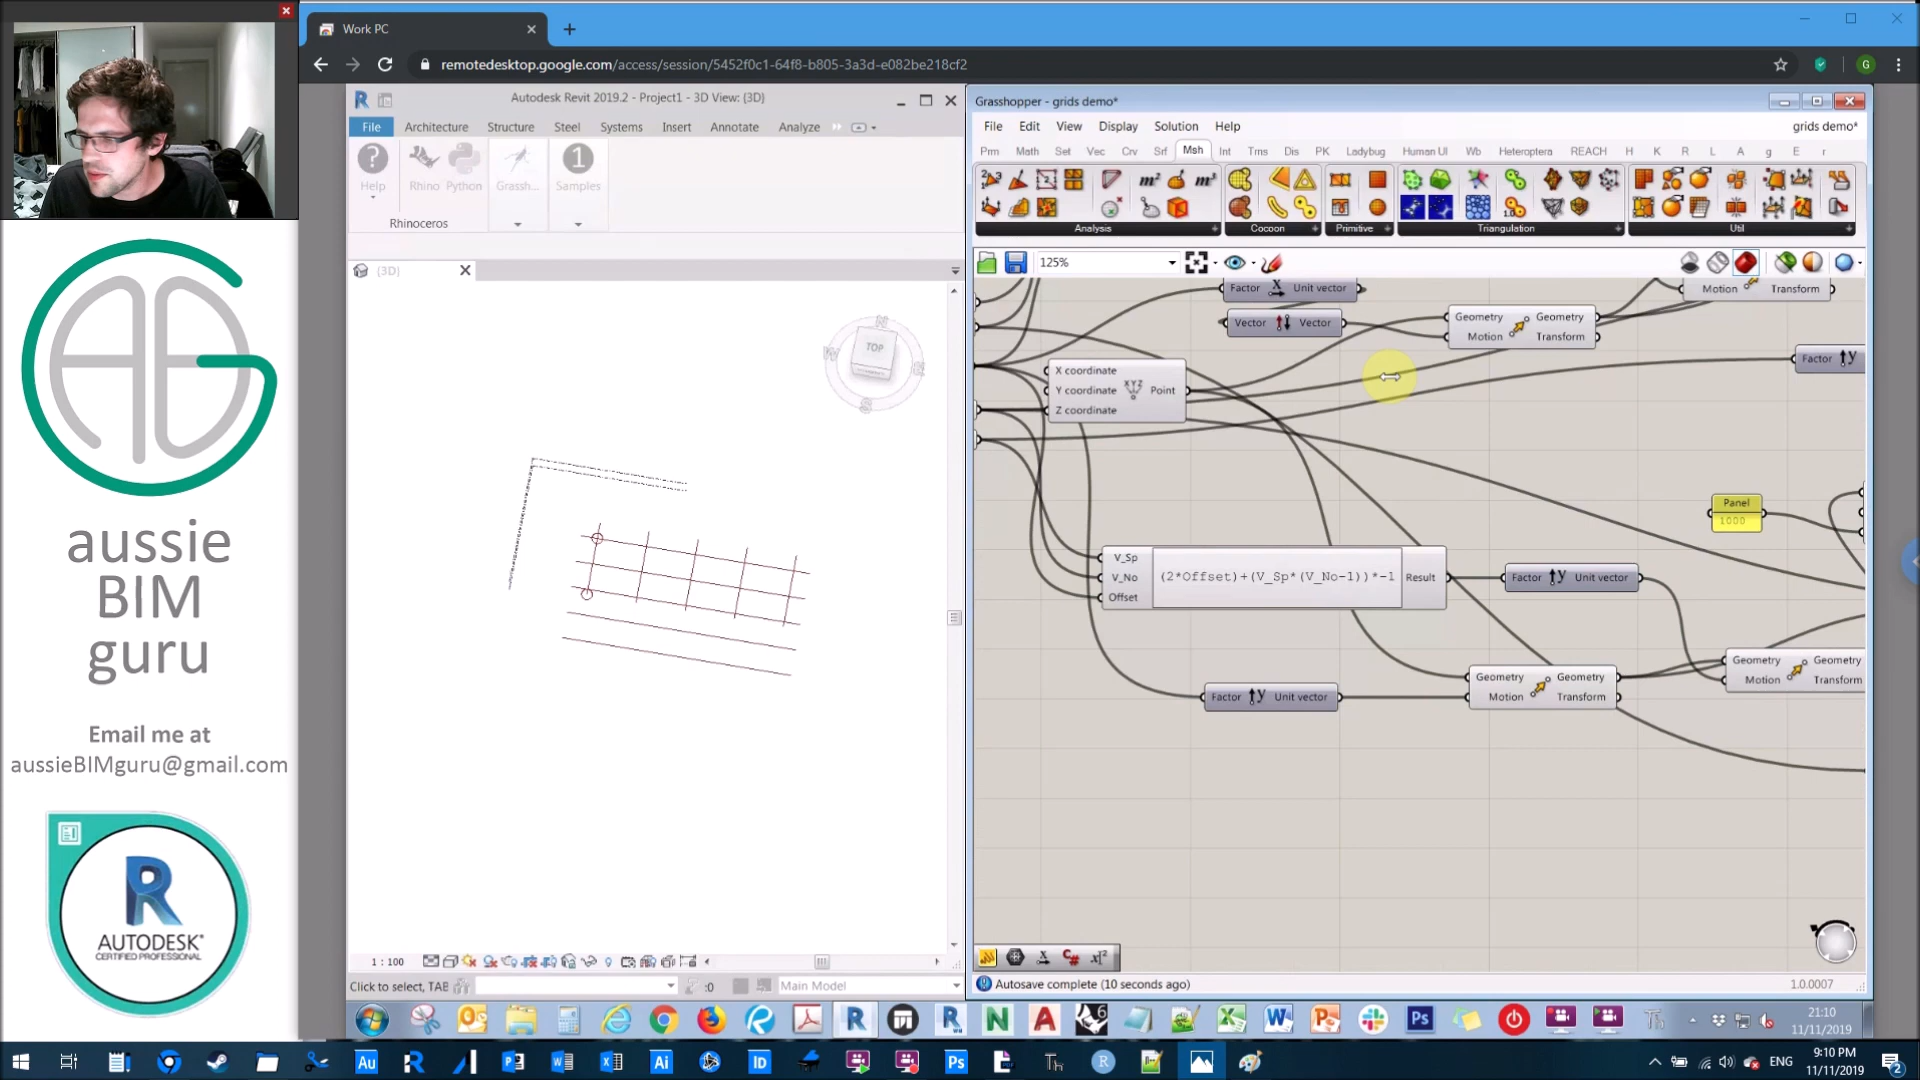 Work PC
remotedesktop.google.com/access/session/5452f0c1-64f8-b805-3a3d-e082be218cf2
G
Autodesk Revit 2019.2 - Project1 - 3D View: {3D}
File Architecture Structure Steel Systems Insert Annotate Analyze
Help Rhino Python Grassh... Samples
Rhinoceros
{3D}
TOP
Grasshopper - grids demo*
File Edit View Display Solution Help grids demo*
Prm Math Set Vec Crv Srf Msh Int Tms Dis PK Ladybug Human UI Wb Heteroptera REACH H K R L A g E r
Analysis Cocoon Primitive Triangulation Util
125%
Factor X Unit vector
Motion Transform
Vector Vector
Geometry Geometry
Motion Transform
Factor y
X coordinate
Y coordinate XYZ Point
Z coordinate
Panel
1000
V_Sp
V_No (2*Offset)+(V_Sp*(V_No-1))*-1 Result
Offset
Factor y Unit vector
Geometry Geometry
Motion Transform
Geometry Geometry
Motion Transform
Factor y Unit vector
Autosave complete (10 seconds ago) 1.0.0007
1 : 100
Click to select, TAB :0 Main Model
21:10
11/11/2019
ENG
9:10 PM
11/11/2019
2
aussie
BIM
guru
Email me at
aussieBIMguru@gmail.com
R
AUTODESK
CERTIFIED PROFESSIONAL